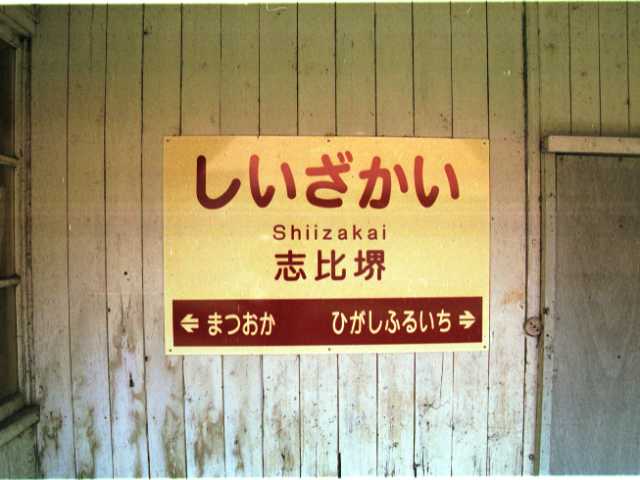 しいざかい
Shiizakai
志比堺
← まつおか ひがしふるいち →